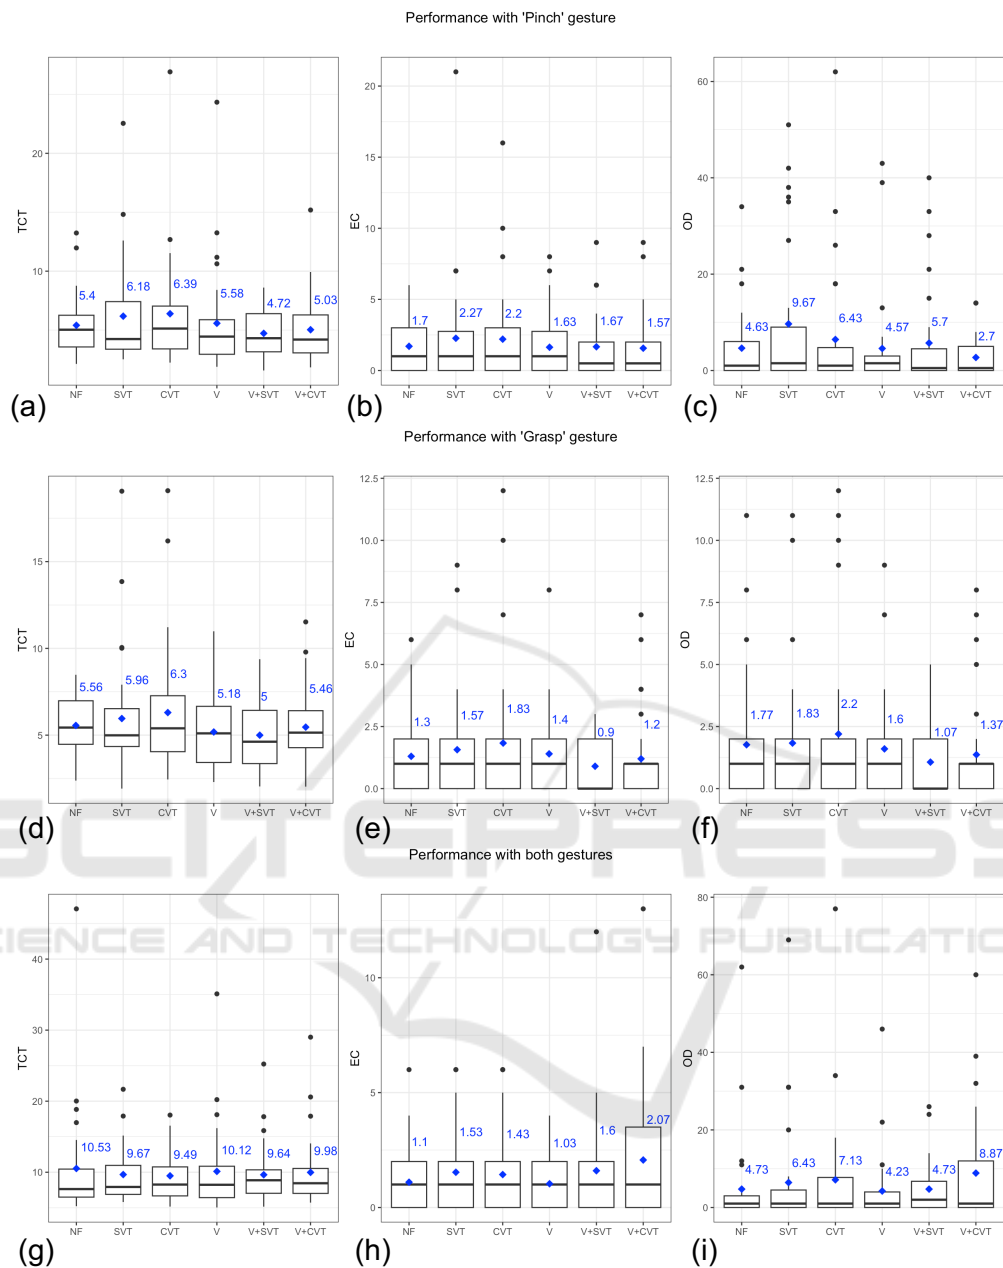 Performance with 'Pinch' gesture
TCT
20
10
5.4
6.18
6.39
5.58
4.72
5.03
NF SVT CVT V V+SVT V+CVT
(a)
EC
20
15
10
5
0
1.7
2.27
2.2
1.63
1.67
1.57
NF SVT CVT V V+SVT V+CVT
(b)
OD
60
40
20
0
4.63
9.67
6.43
4.57
5.7
2.7
NF SVT CVT V V+SVT V+CVT
(c)
Performance with 'Grasp' gesture
TCT
15
10
5
5.56
5.96
6.3
5.18
5
5.46
NF SVT CVT V V+SVT V+CVT
(d)
EC
12.5
10.0
7.5
5.0
2.5
0.0
1.3
1.57
1.83
1.4
0.9
1.2
NF SVT CVT V V+SVT V+CVT
(e)
OD
12.5
10.0
7.5
5.0
2.5
0.0
1.77
1.83
2.2
1.6
1.07
1.37
NF SVT CVT V V+SVT V+CVT
(f)
SCITEPRESS
SCIENCE AND TECHNOLOGY PUBLICATIO
Performance with both gestures
TCT
40
30
20
10
10.53
9.67
9.49
10.12
9.64
9.98
NF SVT CVT V V+SVT V+CVT
(g)
EC
10
5
0
1.1
1.53
1.43
1.03
1.6
2.07
NF SVT CVT V V+SVT V+CVT
(h)
OD
80
60
40
20
0
4.73
6.43
7.13
4.23
4.73
8.87
NF SVT CVT V V+SVT V+CVT
(i)